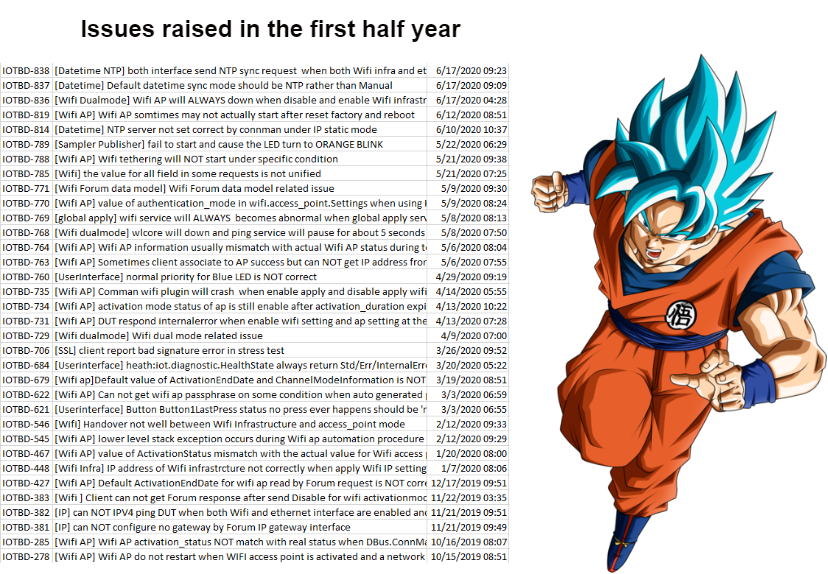 Issues raised in the first half year
IOTBD-838 [Datetime NTP] both interface send NTP sync request when both Wifi infra and et 6/17/2020 09:23
IOTBD-837 [Datetime] Default datetime sync mode should be NTP rather than Manual 6/17/2020 09:09
IOTBD-836 [Wifi Dualmode] Wifi AP will ALWAYS down when disable and enable Wifi infrastr 6/17/2020 04:28
IOTBD-819 [Wifi AP] Wifi AP somtimes may not actually start after reset factory and reboot 6/12/2020 08:51
IOTBD-814 [Datetime] NTP server not set correct by connman under IP static mode 6/10/2020 10:37
IOTBD-789 [Sampler Publisher] fail to start and cause the LED turn to ORANGE BLINK 5/22/2020 06:29
IOTBD-788 [Wifi AP] Wifi tethering will NOT start under specific condition 5/21/2020 09:38
IOTBD-785 [Wifi] the value for all field in some requests is not unified 5/21/2020 07:25
IOTBD-771 [Wifi Forum data model] Wifi Forum data model related issue 5/9/2020 09:30
IOTBD-770 [Wifi AP] value of authentication_mode in wifi.access_point.Settings when using 5/9/2020 08:24
IOTBD-769 [global apply] wifi service will ALWAYS becomes abnormal when global apply serv 5/8/2020 08:13
IOTBD-768 [Wifi dualmode] wlcore will down and ping service will pause for about 5 seconds 5/8/2020 07:50
IOTBD-764 [Wifi AP] Wifi AP information usually mismatch with actual Wifi AP status during t 5/6/2020 08:04
IOTBD-763 [Wifi AP] Sometimes client associate to AP success but can NOT get IP address fror 5/6/2020 07:55
IOTBD-760 [UserInterface] normal priority for Blue LED is NOT correct 4/29/2020 09:19
IOTBD-735 [Wifi AP] Comman wifi plugin will crash when enable apply and disable apply wifi 4/14/2020 05:55
IOTBD-734 [Wifi AP] activation mode status of ap is still enable after activation_duration expi 4/13/2020 10:22
IOTBD-731 [Wifi AP] DUT respond internalerror when enable wifi setting and ap setting at the 4/13/2020 07:28
IOTBD-729 [Wifi dualmode] Wifi dual mode related issue 4/9/2020 07:00
IOTBD-706 [SSL] client report bad signature error in stress test 3/26/2020 09:52
IOTBD-684 [Userinterface] heath:iot.diagnostic.HealthState always return Std/Err/InternalErr 3/20/2020 05:22
IOTBD-679 [Wifi ap]Default value of ActivationEndDate and ChannelModeInformation is NOT 3/19/2020 08:51
IOTBD-622 [Wifi AP] Can not get wifi ap passphrase on some condition when auto generated 3/3/2020 06:59
IOTBD-621 [Userinterface] Button Button1LastPress status no press ever happens should be 'r 3/3/2020 06:55
IOTBD-546 [Wifi] Handover not well between Wifi Infrastructure and access_point mode 2/12/2020 09:33
IOTBD-545 [Wifi AP] lower level stack exception occurs during Wifi ap automation procedure 2/12/2020 09:29
IOTBD-467 [Wifi AP] value of ActivationStatus mismatch with the actual value for Wifi access 1/20/2020 08:00
IOTBD-448 [Wifi Infra] IP address of Wifi infrastrcture not correctly when apply Wifi IP setting 1/7/2020 08:06
IOTBD-427 [Wifi AP] Default ActivationEndDate for wifi ap read by Forum request is NOT corre 12/17/2019 09:51
IOTBD-383 [Wifi ] Client can not get Forum response after send Disable for wifi activationmoc 11/22/2019 03:35
IOTBD-382 [IP] can NOT IPV4 ping DUT when both Wifi and ethernet interface are enabled and 11/21/2019 09:51
IOTBD-381 [IP] can NOT configure no gateway by Forum IP gateway interface 11/21/2019 09:49
IOTBD-285 [Wifi AP] Wifi AP activation_status NOT match with real status when DBus.ConnMa 10/16/2019 08:07
IOTBD-278 [Wifi AP] Wifi AP do not restart when WIFI access point is activated and a network 10/15/2019 08:51
悟